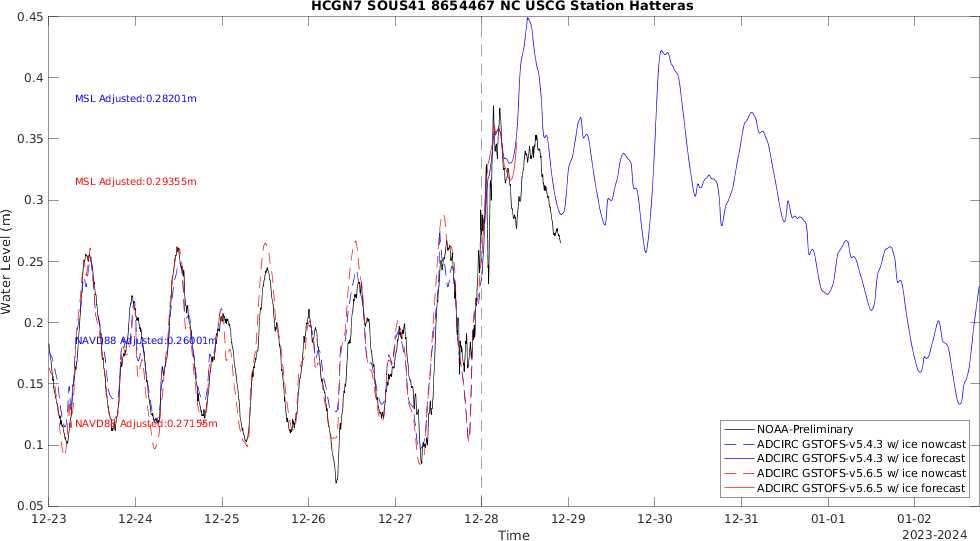 HCGN7 SOUS41 8654467 NC USCG Station Hatteras
0.45
0.4
0.35
0.3
0.25
0.2
0.15
0.1
0.05
Water Level (m)
MSL Adjusted:0.28201m
MSL Adjusted:0.29355m
NAVD88 Adjusted:0.26001m
NAVD88 Adjusted:0.27155m
NOAA-Preliminary
ADCIRC GSTOFS-v5.4.3 w/ ice nowcast
ADCIRC GSTOFS-v5.4.3 w/ ice forecast
ADCIRC GSTOFS-v5.6.5 w/ ice nowcast
ADCIRC GSTOFS-v5.6.5 w/ ice forecast
12-23 12-24 12-25 12-26 12-27 12-28 12-29 12-30 12-31 01-01 01-02
Time
2023-2024